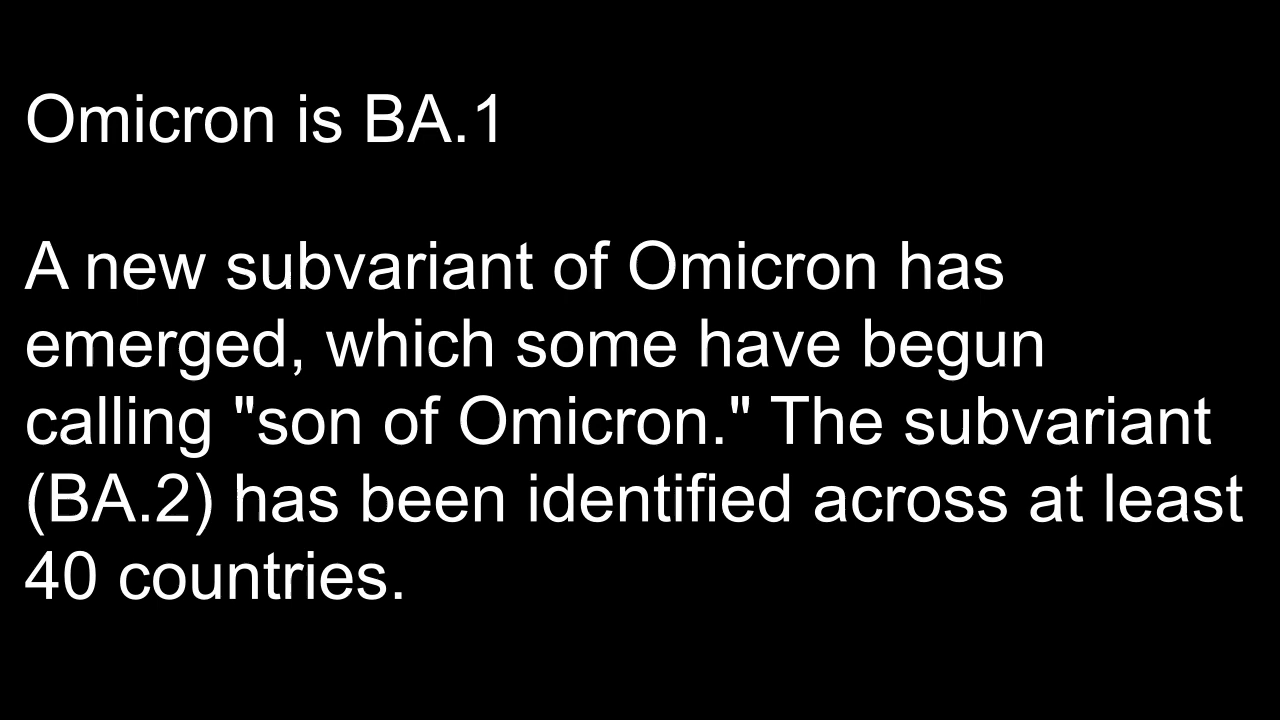 Omicron is BA.1
A new subvariant of Omicron has
emerged, which some have begun
calling "son of Omicron." The subvariant
(BA.2) has been identified across at least
40 countries.